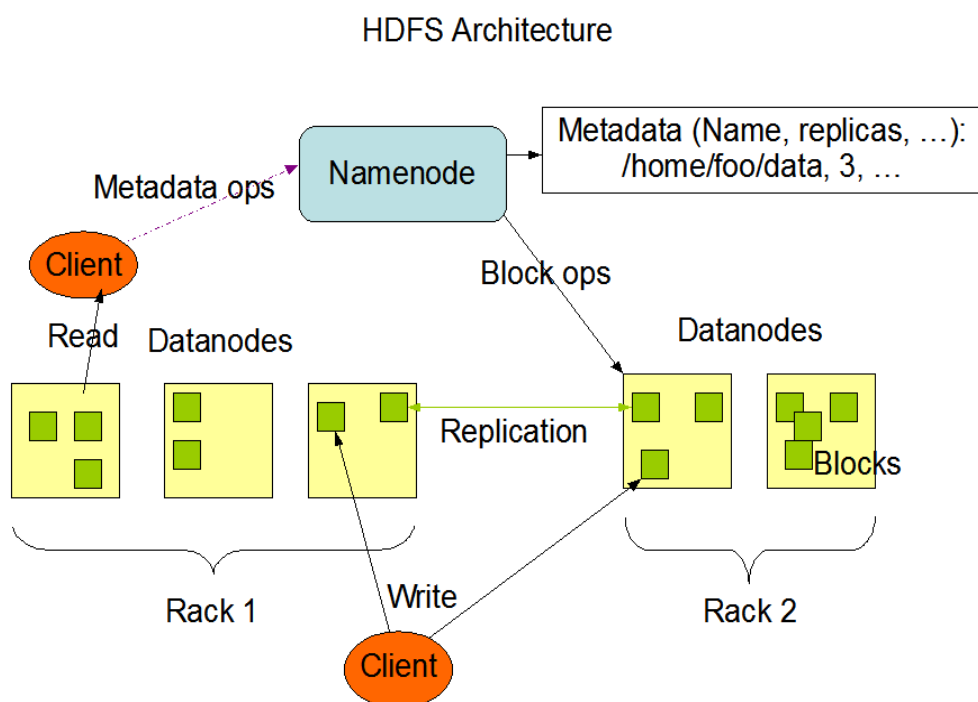 HDFS Architecture
Metadata (Name, replicas, …):
/home/foo/data, 3, …
Namenode
Metadata ops
Client
Block ops
Read
Datanodes
Datanodes
Replication
Blocks
Write
Rack 1
Rack 2
Client